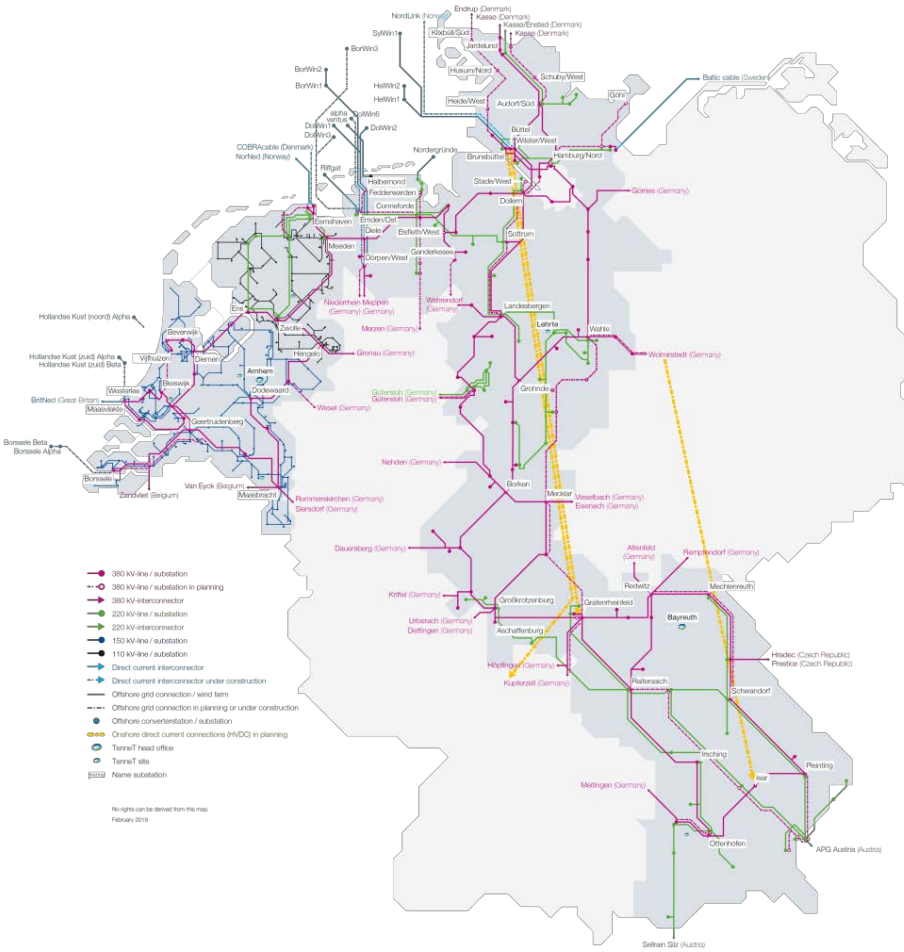 Endrup (Denmark)
NordLink (Norway)
Kassø (Denmark)
Kassø/Ensted (Denmark)
Kassø (Denmark)
Klixbüll/Süd
SylWin1
Jardelund
BorWin3
Husum/Nord
Schuby/West
BorWin2
BorWin1
HelWin2
HelWin1
Heide/West
Audorf/Süd
Göhl
Baltic cable (Sweden)
alpha
ventus
DolWin6
DolWin1
DolWin2
DolWin3
Büttel
Wilster/West
COBRAcable (Denmark)
NorNed (Norway)
Nordergründe
Brunsbüttel
Hamburg/Nord
Riffgat
Halbemond
Fedderwarden
Stade/West
Görries (Germany)
Conneforde
Dollern
Eemshaven
Emden/Ost
Diele
Elsfleth/West
Sottrum
Meeden
Dörpen/West
Ganderkesee
Niederrhein Meppen
(Germany) (Germany)
Wehrendorf
(Germany)
Landesbergen
Ens
Hollandse Kust (noord) Alpha
Merzen (Germany)
Lehrte
Wahle
Beverwijk
Zwolle
Vijfhuizen
Diemen
Hengelo
Gronau (Germany)
Wolmirstedt (Germany)
Hollandse Kust (zuid) Alpha
Hollandse Kust (zuid) Beta
Arnhem
Bleiswijk
Westerlee
Dodewaard
Grohnde
Gütersloh (Germany)
Gütersloh (Germany)
BritNed (Great-Britain)
Maasvlakte
Wesel (Germany)
Geertruidenberg
Borssele Beta
Borssele Alpha
Nehden (Germany)
Borssele
Van Eyck (Belgium)
Borken
Zandvliet (Belgium)
Maasbracht
Rommerskirchen (Germany)
Siersdorf (Germany)
Mecklar
Vieselbach (Germany)
Eisenach (Germany)
Dauersberg (Germany)
Altenfeld
(Germany)
Remptendorf (Germany)
Redwitz
Mechlenreuth
Kriftel (Germany)
Großkrotzenburg
Grafenrheinfeld
Urberach (Germany)
Dettingen (Germany)
Aschaffenburg
Bayreuth
Hradec (Czech Republic)
Prestice (Czech Republic)
Höpfingen (Germany)
Kupferzell (Germany)
Raitersaich
Schwandorf
Irsching
Pleinting
Isar
Meitingen (Germany)
Ottenhofen
APG Austria (Austria)
Sellrain Silz (Austria)
380 kV-line / substation
380 kV-line / substation in planning
380 kV-interconnector
220 kV-line / substation
220 kV-interconnector
150 kV-line / substation
110 kV-line / substation
Direct current interconnector
Direct current interconnector under construction
Offshore grid connection / wind farm
Offshore grid connection in planning or under construction
Offshore converterstation / substation
Onshore direct current connections (HVDC) in planning
TenneT head office
TenneT site
Name substation
No rights can be derived from this map.
February 2019